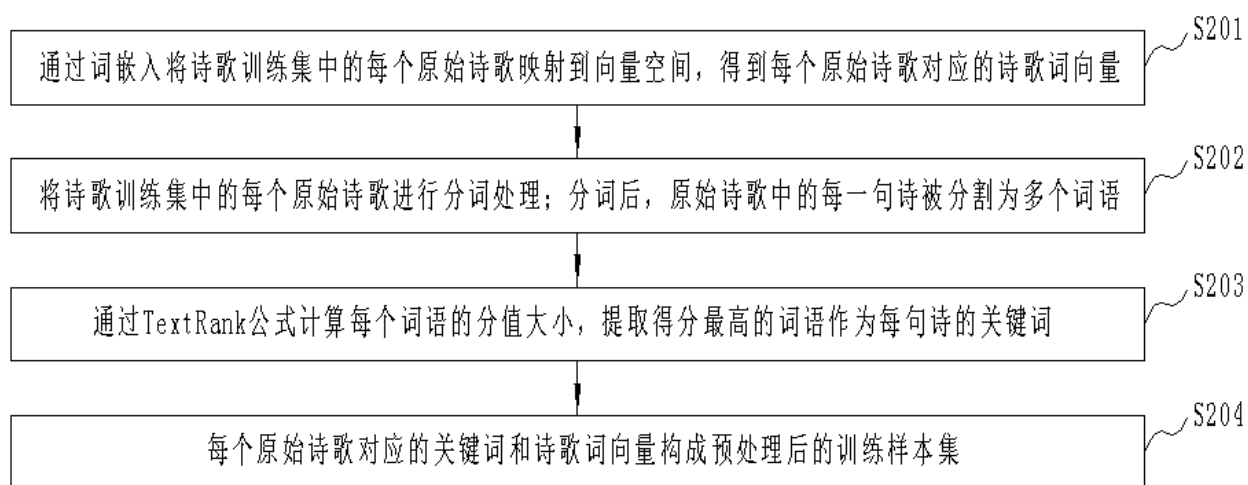 S201
通过词嵌入将诗歌训练集中的每个原始诗歌映射到向量空间，得到每个原始诗歌对应的诗歌词向量
S202
将诗歌训练集中的每个原始诗歌进行分词处理；分词后，原始诗歌中的每一句诗被分割为多个词语
S203
通过TextRank公式计算每个词语的分值大小，提取得分最高的词语作为每句诗的关键词
S204
每个原始诗歌对应的关键词和诗歌词向量构成预处理后的训练样本集